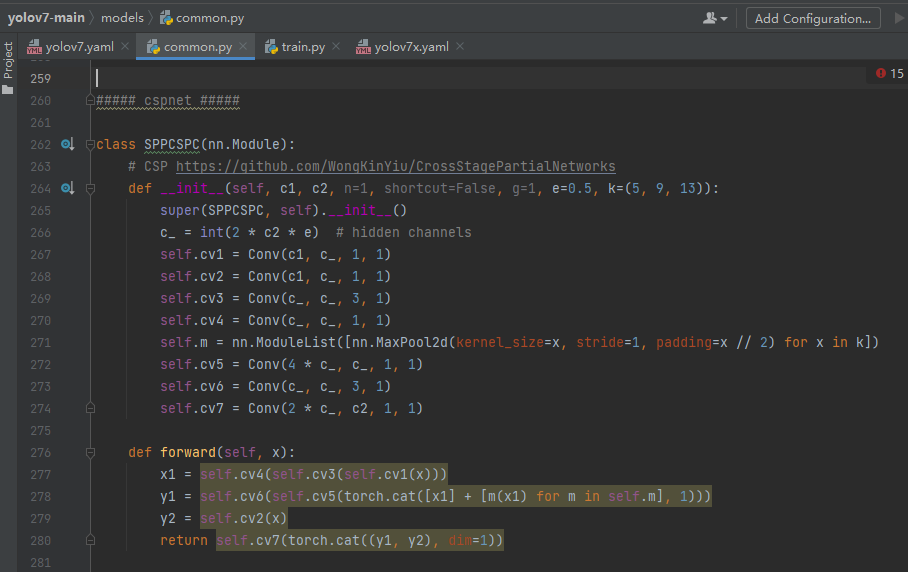 yolov7-main models common.py Add Configuration...
Project
yolov7.yaml common.py train.py yolov7x.yaml
259 15
260 ##### cspnet #####
261
262 class SPPCSPC(nn.Module):
263 # CSP https://github.com/WongKinYiu/CrossStagePartialNetworks
264 def __init__(self, c1, c2, n=1, shortcut=False, g=1, e=0.5, k=(5, 9, 13)):
265 super(SPPCSPC, self).__init__()
266 c_ = int(2 * c2 * e)  # hidden channels
267 self.cv1 = Conv(c1, c_, 1, 1)
268 self.cv2 = Conv(c1, c_, 1, 1)
269 self.cv3 = Conv(c_, c_, 3, 1)
270 self.cv4 = Conv(c_, c_, 1, 1)
271 self.m = nn.ModuleList([nn.MaxPool2d(kernel_size=x, stride=1, padding=x // 2) for x in k])
272 self.cv5 = Conv(4 * c_, c_, 1, 1)
273 self.cv6 = Conv(c_, c_, 3, 1)
274 self.cv7 = Conv(2 * c_, c2, 1, 1)
275
276 def forward(self, x):
277 x1 = self.cv4(self.cv3(self.cv1(x)))
278 y1 = self.cv6(self.cv5(torch.cat([x1] + [m(x1) for m in self.m], 1)))
279 y2 = self.cv2(x)
280 return self.cv7(torch.cat((y1, y2), dim=1))
281